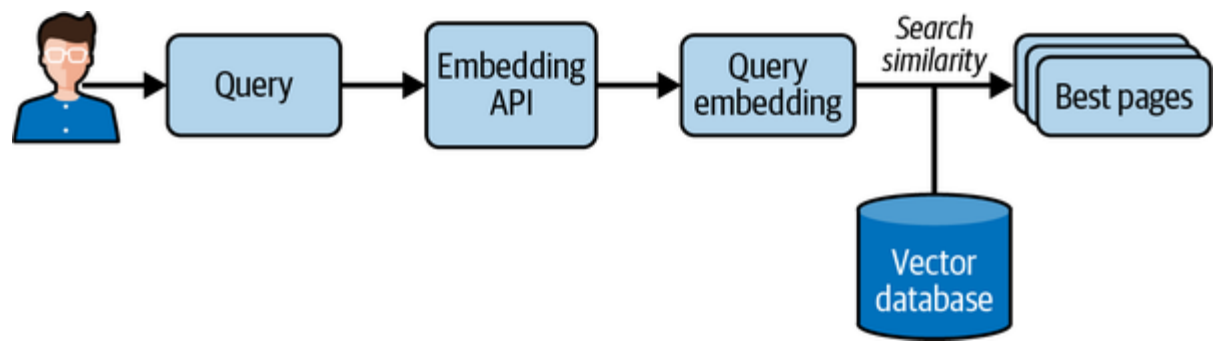 Query
Embedding
API
Query
embedding
Search
similarity
Best pages
Vector
database